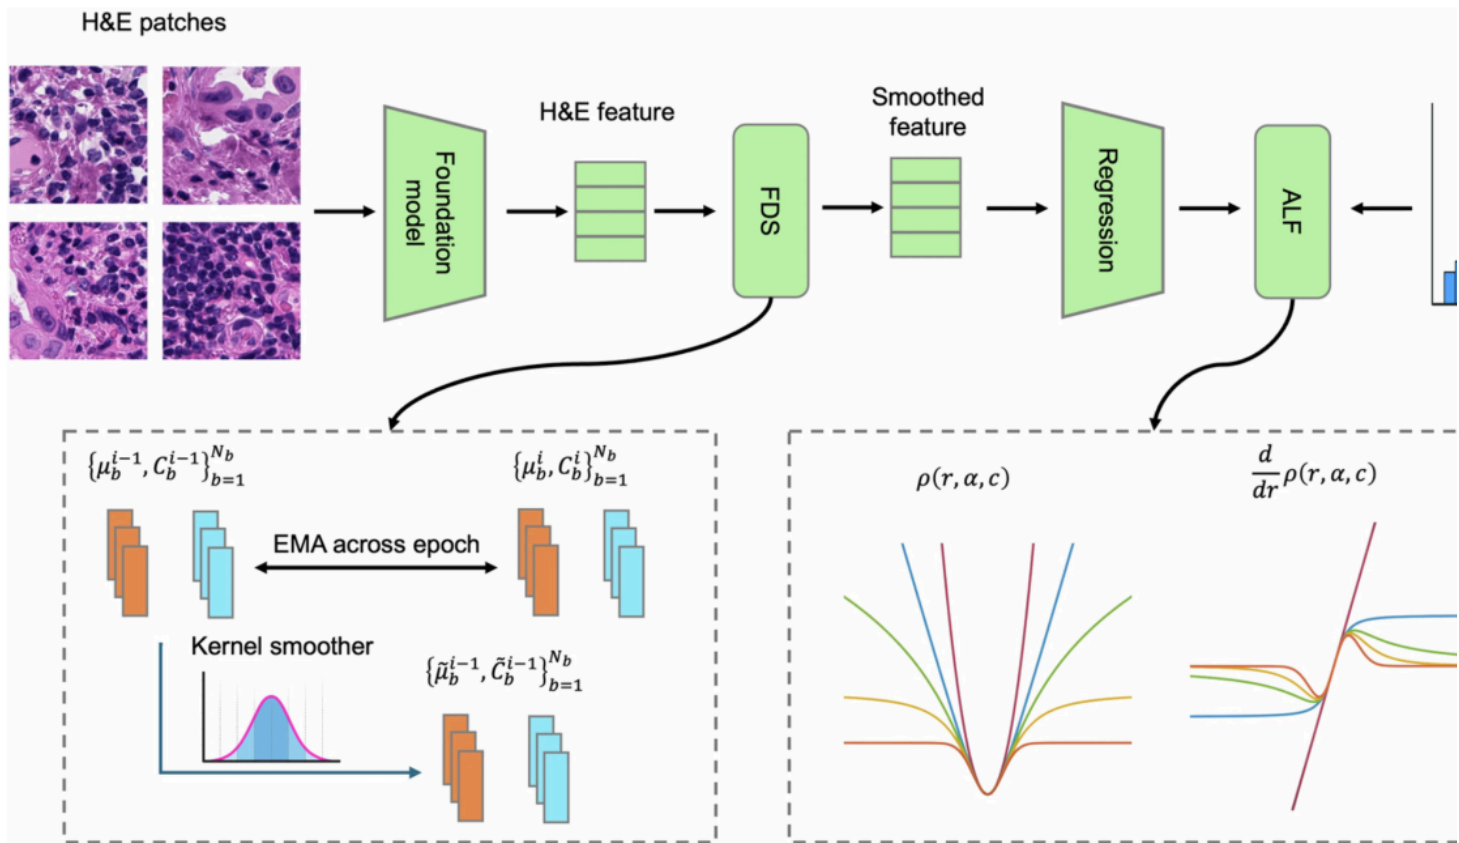 H&E patches
Foundation
model
H&E feature
FDS
Smoothed
feature
Regression
ALF
{μ_b^{i-1}, C_b^{i-1}}_{b=1}^{N_b}
{μ_b^i, C_b^i}_{b=1}^{N_b}
EMA across epoch
Kernel smoother
{μ̃_b^{i-1}, C̃_b^{i-1}}_{b=1}^{N_b}
ρ(r, α, c)
d/dr ρ(r, α, c)